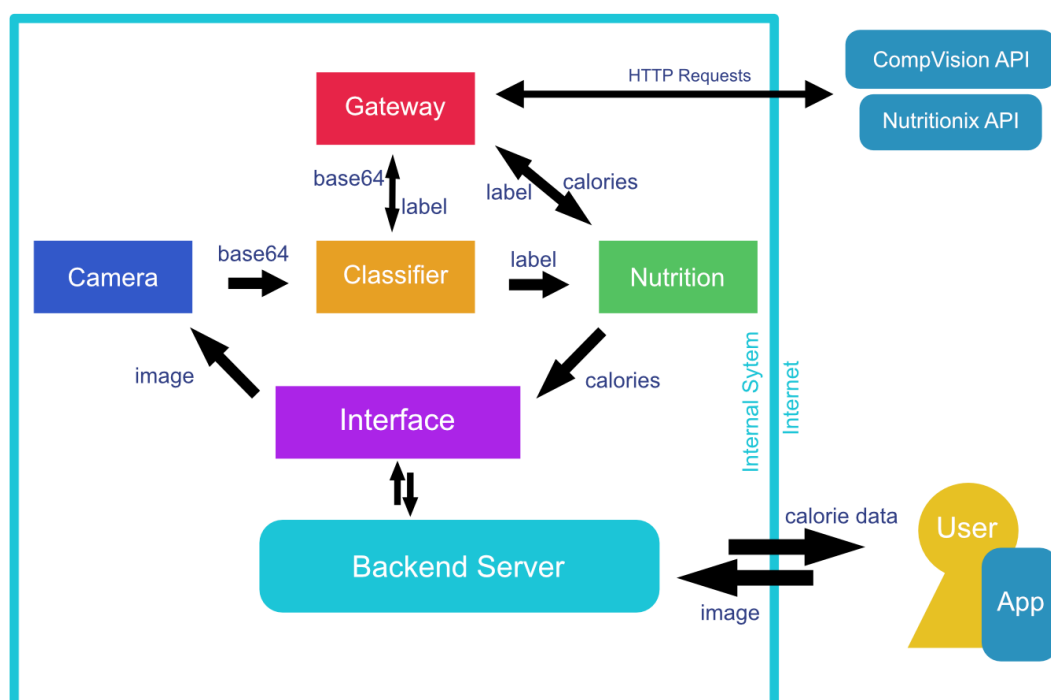 CompVision API
HTTP Requests
Gateway
Nutritionix API
base64
label
label
calories
Camera
base64
Classifier
label
Nutrition
image
calories
Interface
Internal Sytem
Internet
calorie data
User
Backend Server
image
App